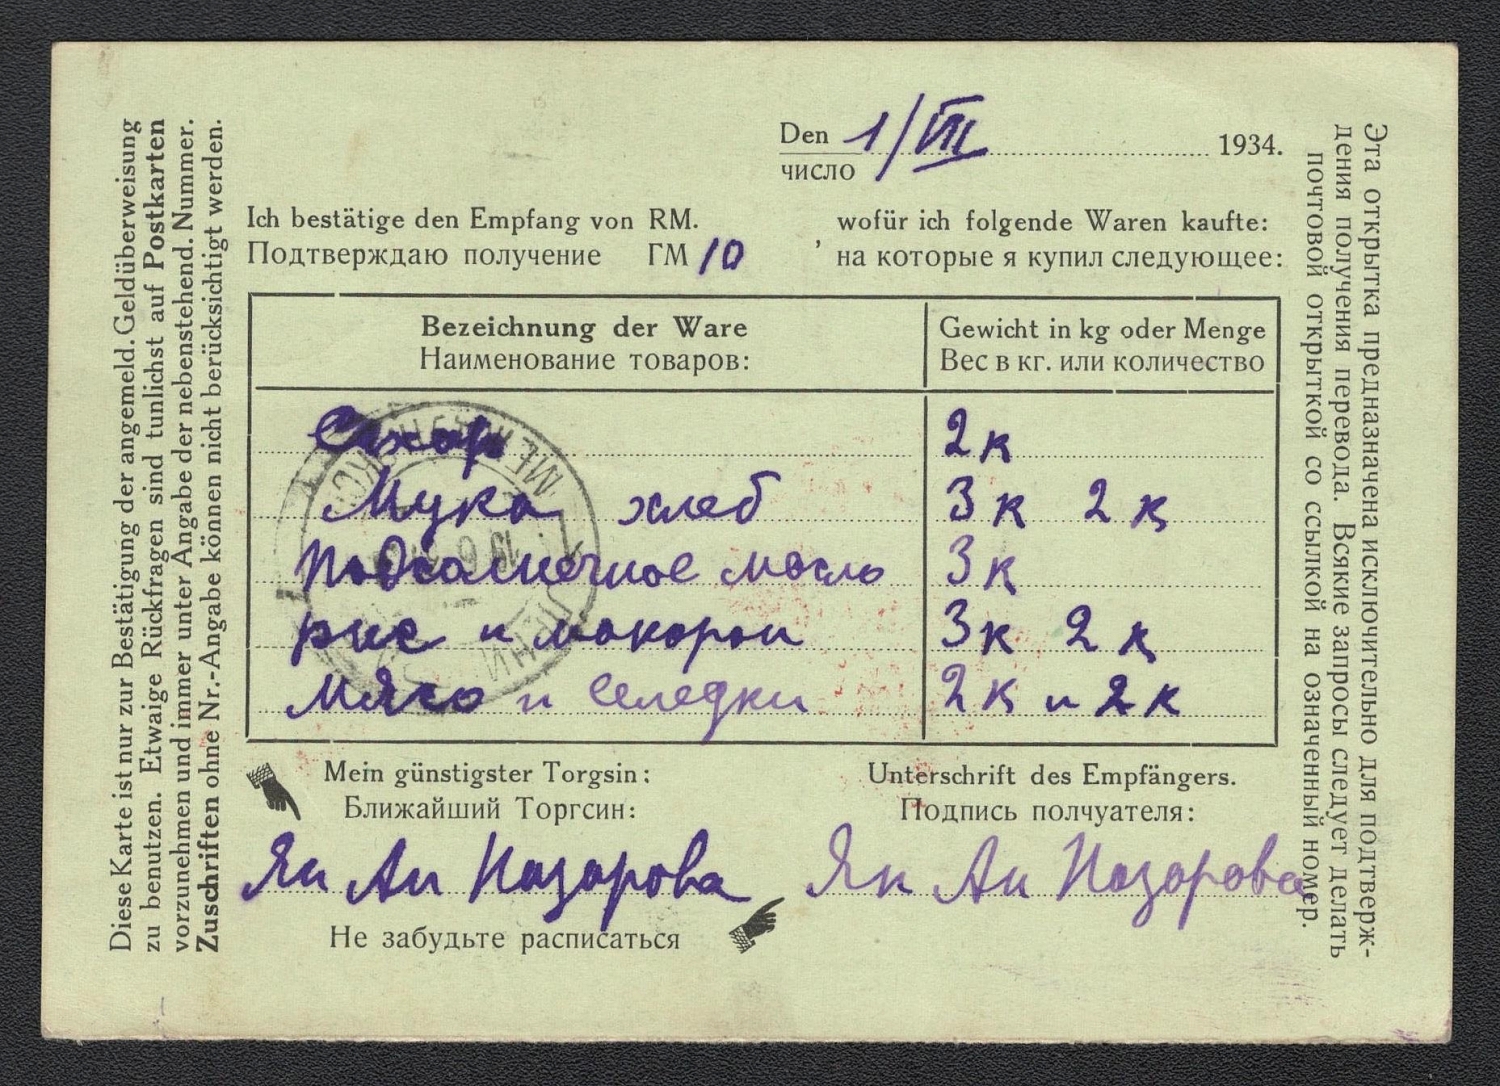 Diese Karte ist nur zur Bestätigung der angemeld. Geldüberweisung
zu benutzen. Etwaige Rückfragen sind tunlichst auf Postkarten
vorzunehmen und immer unter Angabe der nebenstehend. Nummer.
Zuschriften ohne Nr.-Angabe können nicht berücksichtigt werden.
Den 1/VIII 1934.
число
Ich bestätige den Empfang von RM. wofür ich folgende Waren kaufte:
Подтверждаю получение ГМ 10, на которые я купил следующее:
Bezeichnung der Ware Gewicht in kg oder Menge
Наименование товаров: Вес в кг. или количество
Сахар 2к
Мука хлеб 3к 2к
Подсолнечное масло 3к
рис и макорон 3к 2к
Мясо и Селедки 2к и 2к
Mein günstigster Torgsin: Unterschrift des Empfängers.
Ближайший Торгсин: Подпись полчуателя:
Ян Ан Назарова Ян Ан Назарова
Не забудьте расписаться
Эта открытка предназначена исключительно для подтверж-
дения получения перевода. Всякие запросы следует делать
почтовой открыткой со ссылкой на означенный номер.